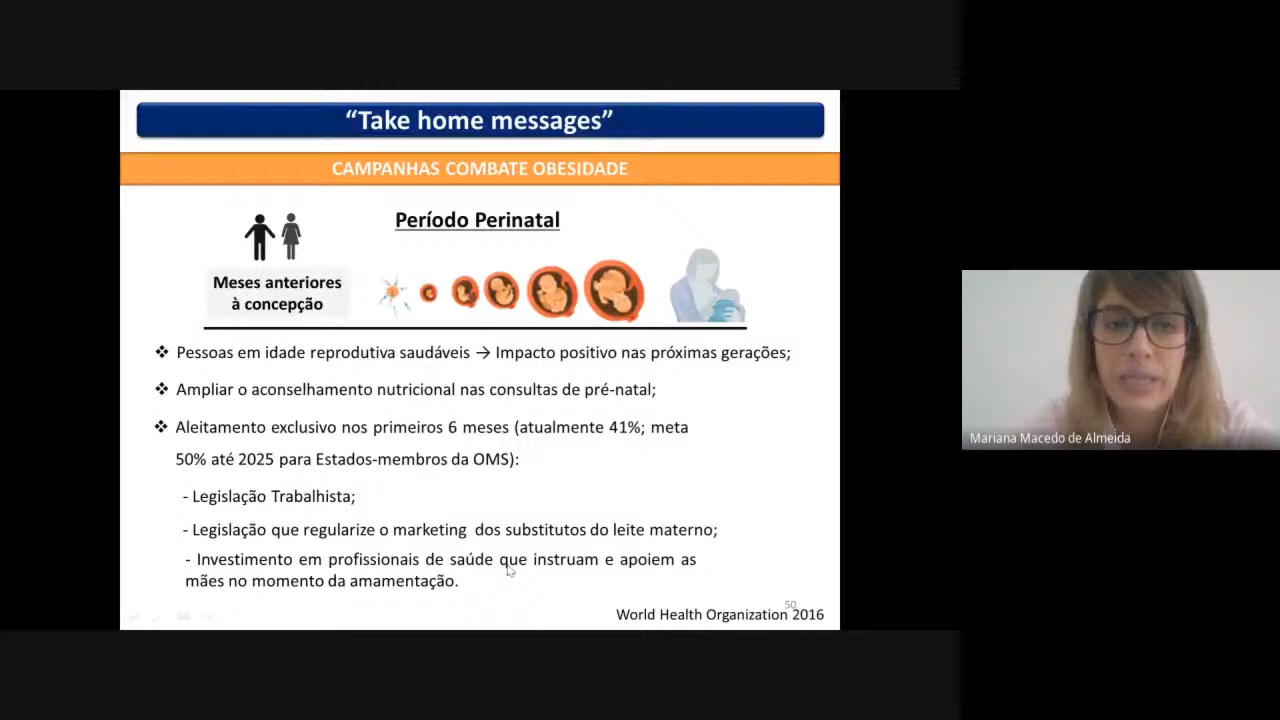 “Take home messages”
CAMPANHAS COMBATE OBESIDADE
Período Perinatal
Meses anteriores
à concepção
❖ Pessoas em idade reprodutiva saudáveis → Impacto positivo nas próximas gerações;
❖ Ampliar o aconselhamento nutricional nas consultas de pré-natal;
❖ Aleitamento exclusivo nos primeiros 6 meses (atualmente 41%; meta
50% até 2025 para Estados-membros da OMS):
- Legislação Trabalhista;
- Legislação que regularize o marketing dos substitutos do leite materno;
- Investimento em profissionais de saúde que instruam e apoiem as
mães no momento da amamentação.
50
World Health Organization 2016
Mariana Macedo de Almeida